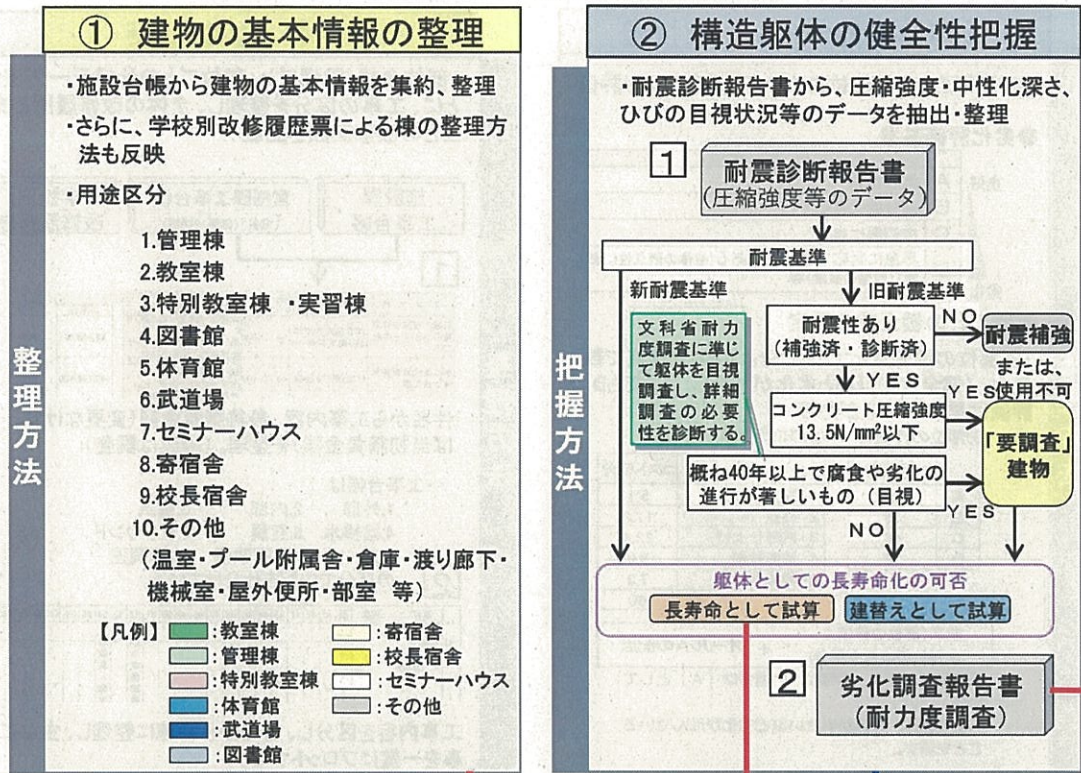 ① 建物の基本情報の整理
整理方法
・施設台帳から建物の基本情報を集約、整理
・さらに、学校別改修履歴票による棟の整理方
法も反映
・用途区分
1.管理棟
2.教室棟
3.特別教室棟 ・実習棟
4.図書館
5.体育館
6.武道場
7.セミナーハウス
8.寄宿舎
9.校長宿舎
10.その他
(温室・プール附属舎・倉庫・渡り廊下・
機械室・屋外便所・部室 等)
【凡例】
:教室棟
:管理棟
:特別教室棟
:体育館
:武道場
:図書館
:寄宿舎
:校長宿舎
:セミナーハウス
:その他
② 構造躯体の健全性把握
把握方法
・耐震診断報告書から、圧縮強度・中性化深さ、
ひびの目視状況等のデータを抽出・整理
1
耐震診断報告書
(圧縮強度等のデータ)
耐震基準
新耐震基準
旧耐震基準
文科省耐力
度調査に準じ
て躯体を目視
調査し、詳細
調査の必要
性を診断する。
耐震性あり
(補強済・診断済)
NO
耐震補強
または、
使用不可
YES
コンクリート圧縮強度
13.5N/mm²以下
YES
「要調査」
建物
概ね40年以上で腐食や劣化の
進行が著しいもの(目視)
YES
NO
躯体としての長寿命化の可否
長寿命として試算
建替えとして試算
2
劣化調査報告書
(耐力度調査)